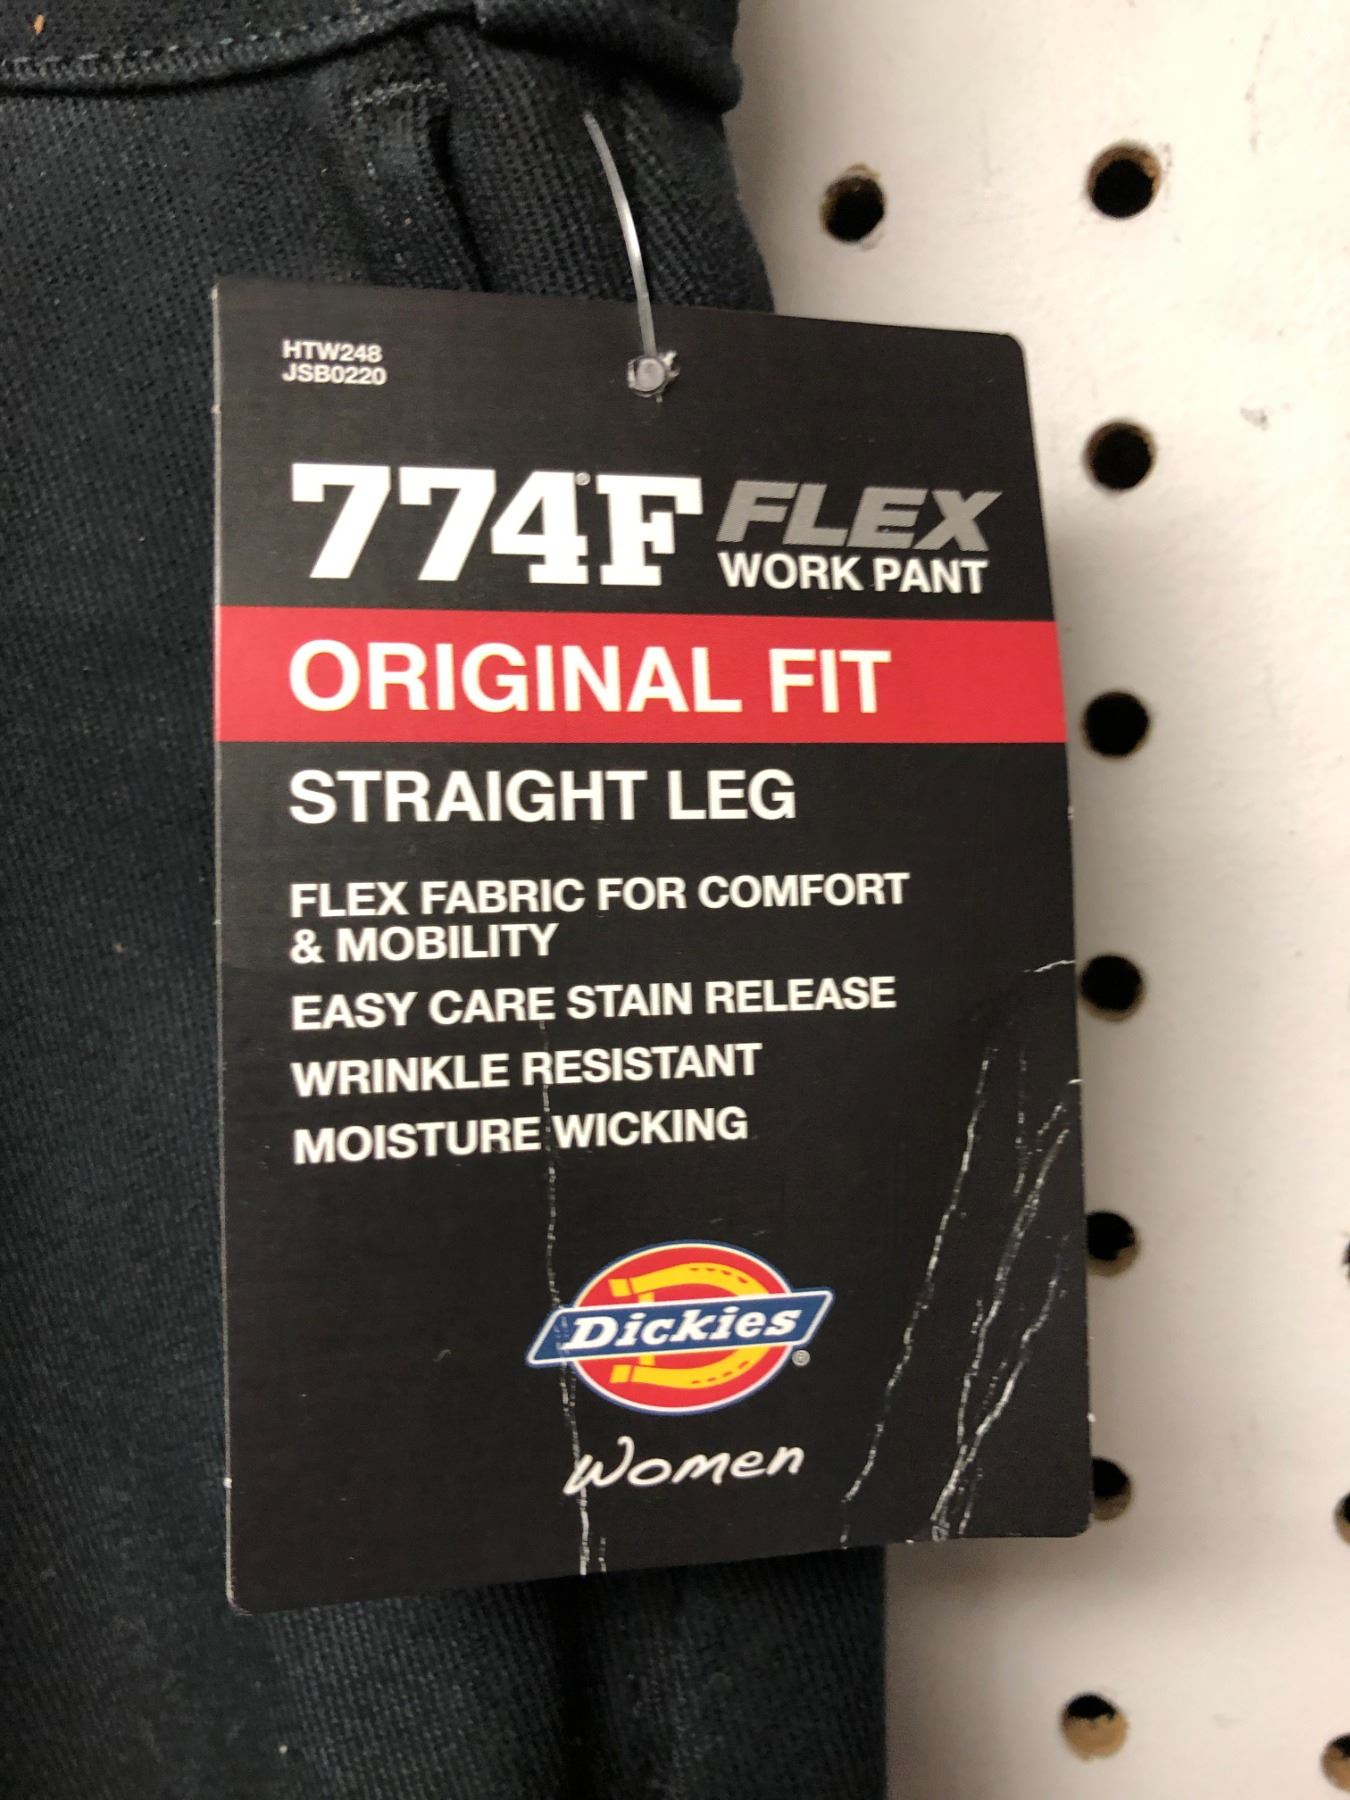 HTW248
JSB0220
774®F FLEX
WORK PANT
ORIGINAL FIT
STRAIGHT LEG
FLEX FABRIC FOR COMFORT
& MOBILITY
EASY CARE STAIN RELEASE
WRINKLE RESISTANT
MOISTURE WICKING
Dickies®
Women